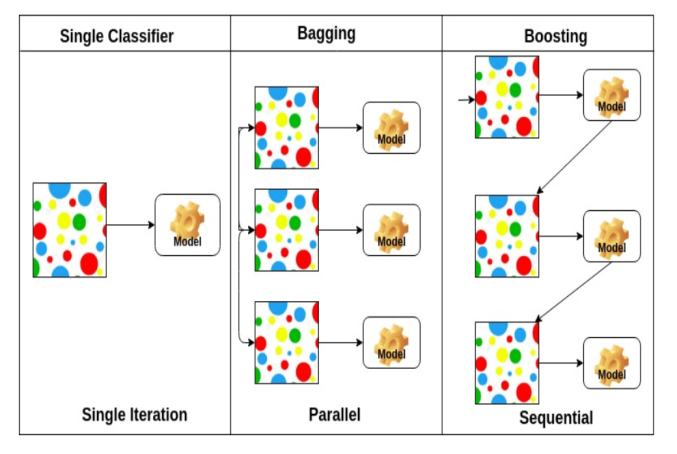 Single Classifier
Bagging
Boosting
Model
Model
Model
Model
Model
Model
Model
Single Iteration
Parallel
Sequential